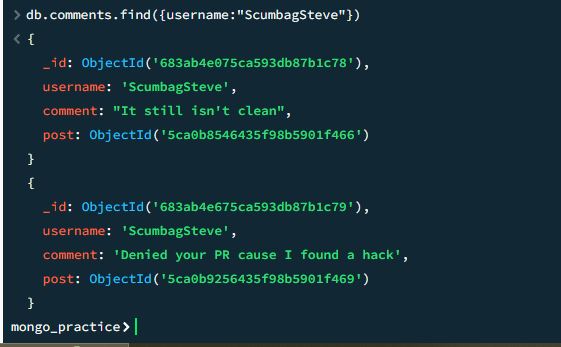 > db.comments.find({username:"ScumbagSteve"})
< {
_id: ObjectId('683ab4e075ca593db87b1c78'),
username: 'ScumbagSteve',
comment: "It still isn't clean",
post: ObjectId('5ca0b8546435f98b5901f466')
}
{
_id: ObjectId('683ab4e675ca593db87b1c79'),
username: 'ScumbagSteve',
comment: 'Denied your PR cause I found a hack',
post: ObjectId('5ca0b9256435f98b5901f469')
}
mongo_practice>